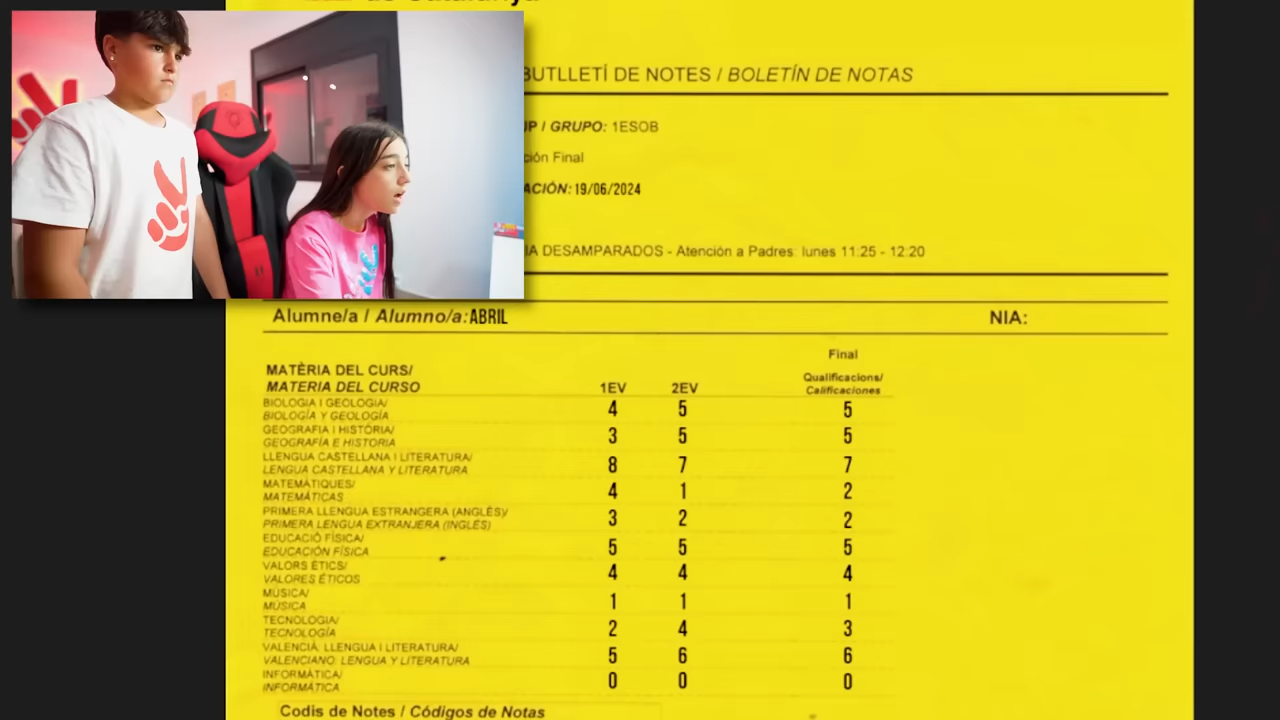 de Catalunya
BUTLLETÍ DE NOTES / BOLETÍN DE NOTAS
/ GRUPO: 1ESOB
Final
19/06/2024
DESAMPARADOS - Atención a Padres: lunes 11:25 - 12:20
Alumne/a / Alumno/a: ABRIL NIA:
Final
MATÈRIA DEL CURS/ Qualificacions/
MATERIA DEL CURSO 1EV 2EV Calificaciones
BIOLOGIA I GEOLOGIA/
BIOLOGÍA Y GEOLOGÍA 4 5 5
GEOGRAFIA I HISTÒRIA/
GEOGRAFÍA E HISTORIA 3 5 5
LLENGUA CASTELLANA I LITERATURA/
LENGUA CASTELLANA Y LITERATURA 8 7 7
MATEMÀTIQUES/
MATEMÁTICAS 4 1 2
PRIMERA LLENGUA ESTRANGERA (ANGLÉS)/
PRIMERA LENGUA EXTRANJERA (INGLÉS) 3 2 2
EDUCACIÓ FÍSICA/
EDUCACIÓN FÍSICA 5 5 5
VALORS ÈTICS/
VALORES ÉTICOS 4 4 4
MÚSICA/
MÚSICA 1 1 1
TECNOLOGIA/
TECNOLOGÍA 2 4 3
VALENCIÀ: LLENGUA I LITERATURA/
VALENCIANO: LENGUA Y LITERATURA 5 6 6
INFORMÀTICA/
INFORMÁTICA 0 0 0
Codis de Notes / Códigos de Notas